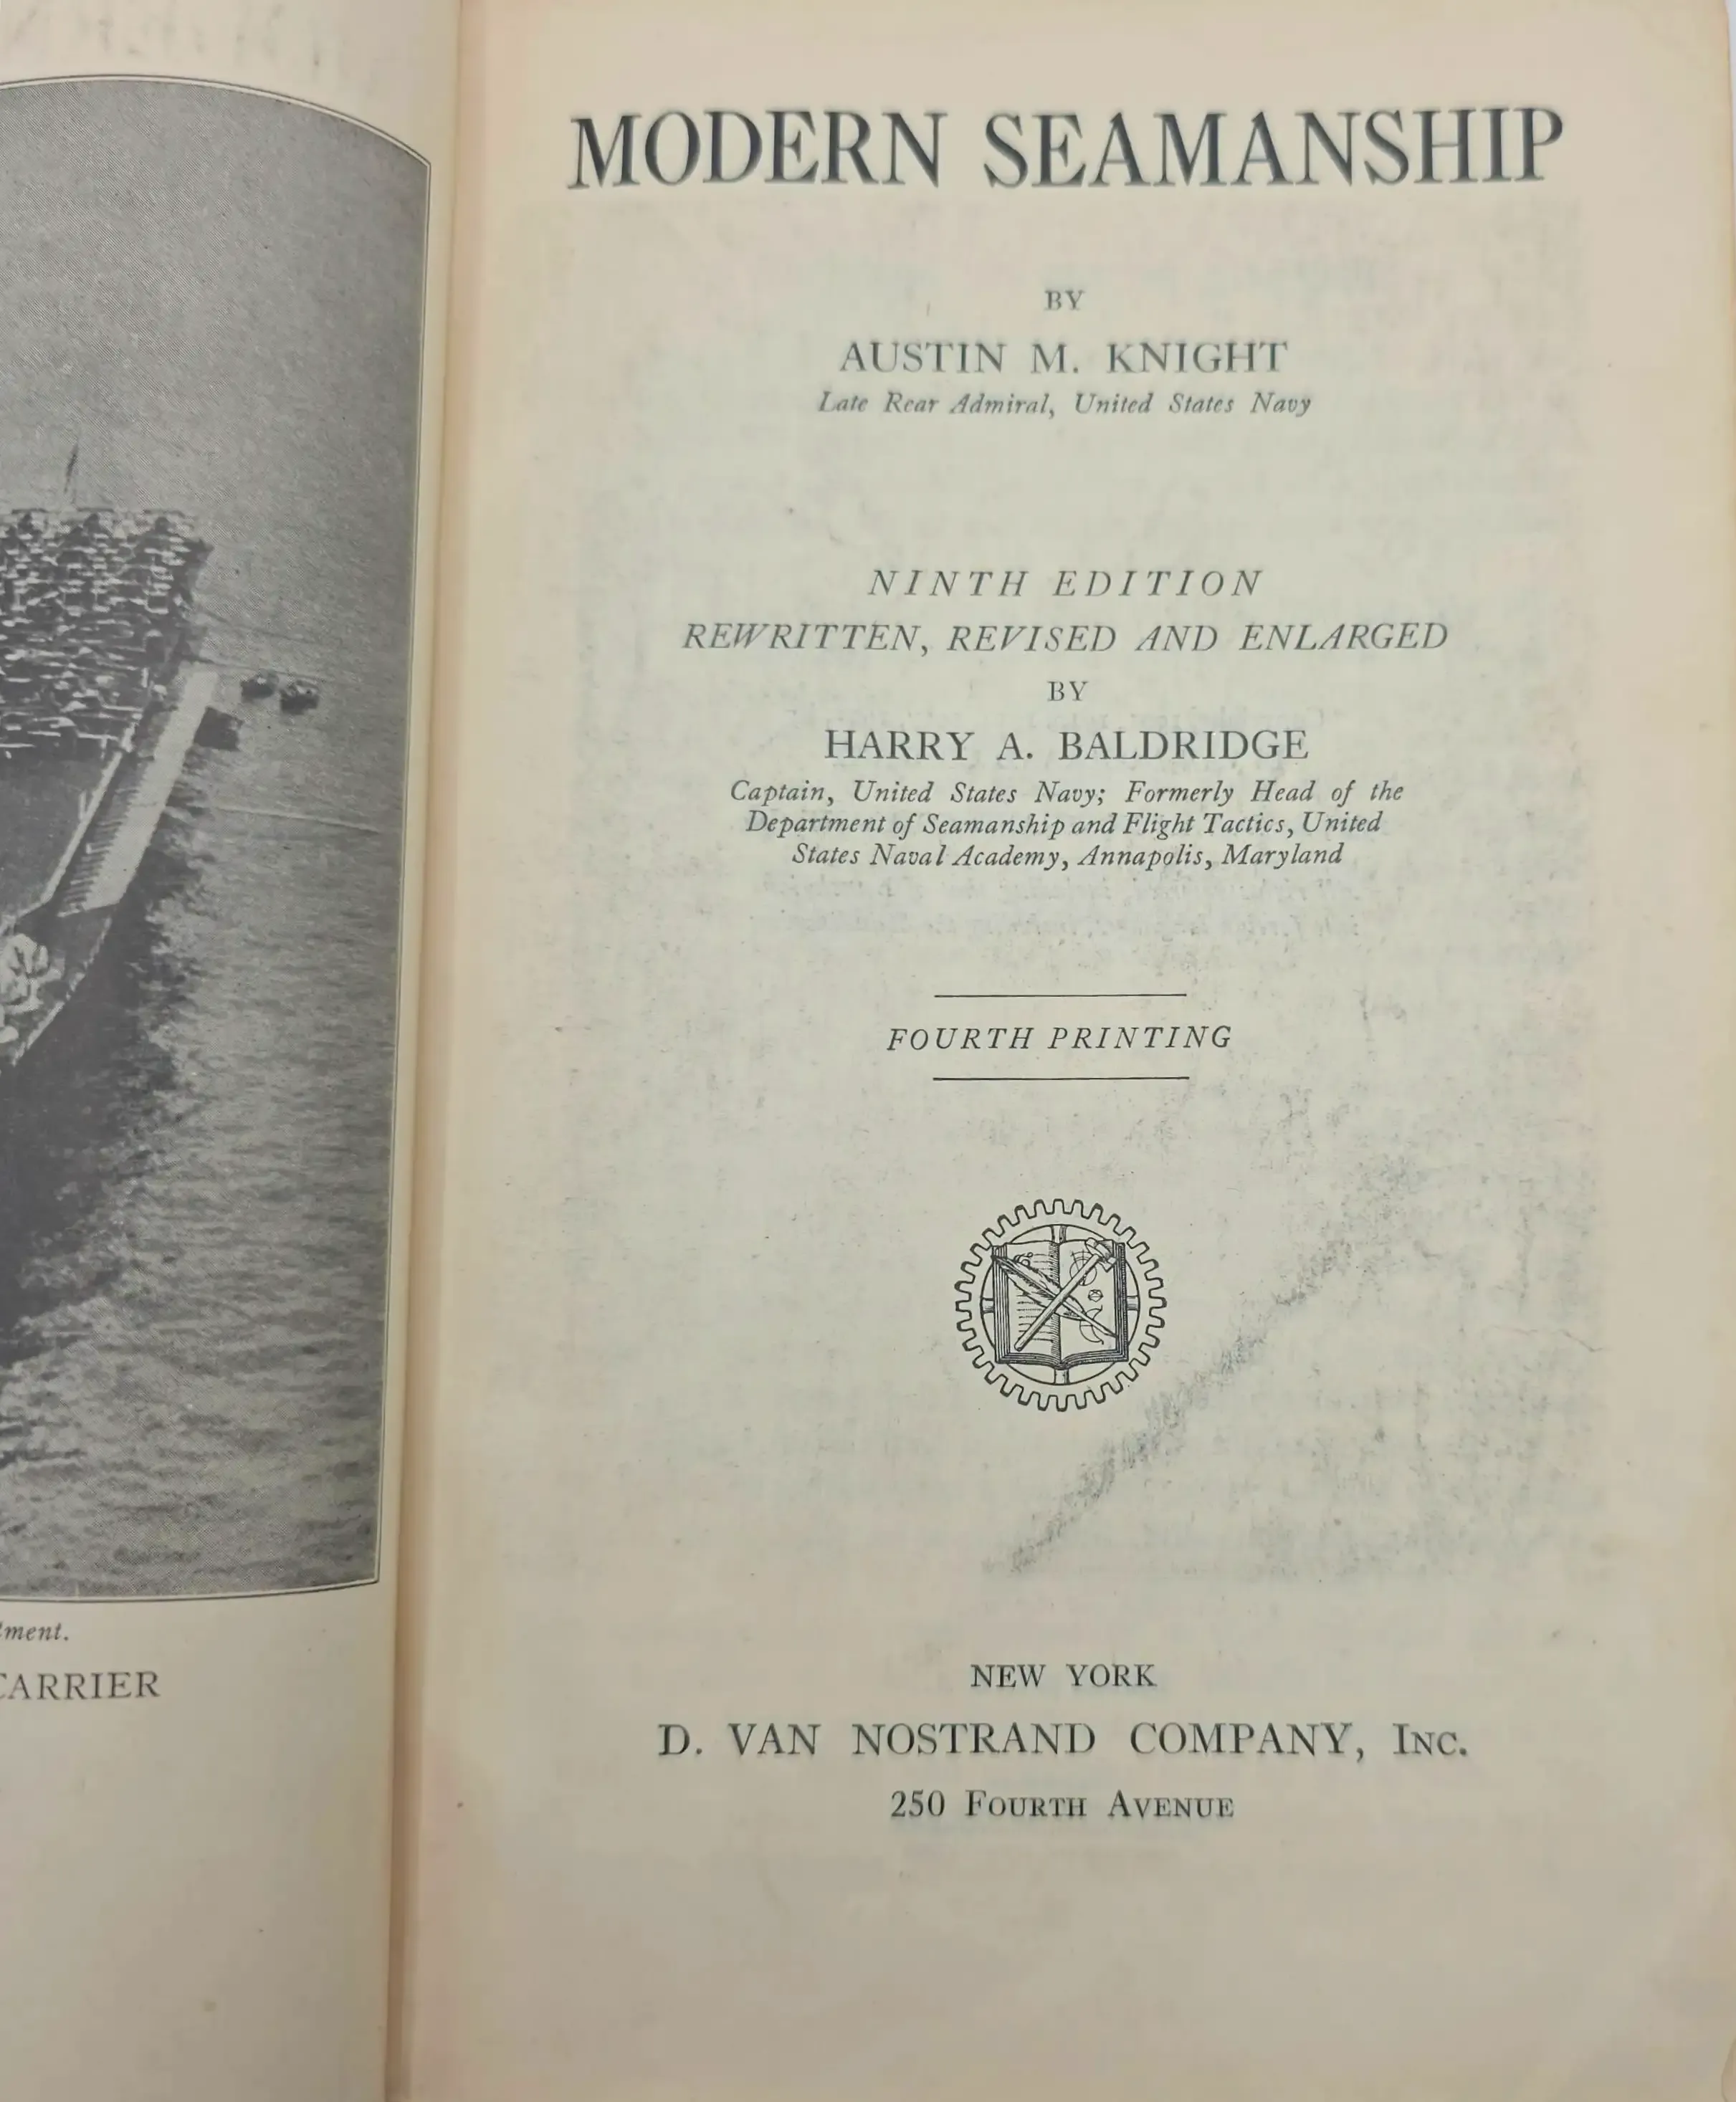 MODERN SEAMANSHIP
BY
AUSTIN M. KNIGHT
Late Rear Admiral, United States Navy
NINTH EDITION
REWRITTEN, REVISED AND ENLARGED
BY
HARRY A. BALDRIDGE
Captain, United States Navy; Formerly Head of the
Department of Seamanship and Flight Tactics, United
States Naval Academy, Annapolis, Maryland
FOURTH PRINTING
NEW YORK
D. VAN NOSTRAND COMPANY, INC.
250 FOURTH AVENUE
tment.
CARRIER